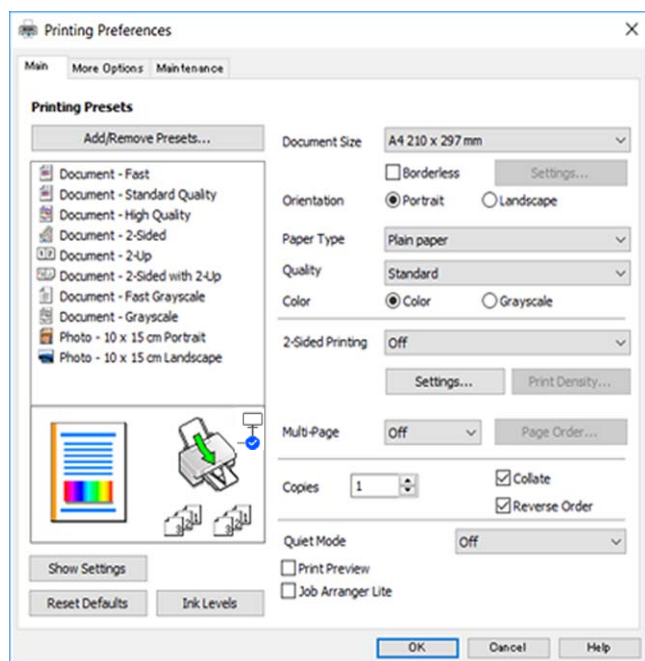 Printing Preferences
Main More Options Maintenance
Printing Presets
Add/Remove Presets...
Document - Fast
Document - Standard Quality
Document - High Quality
Document - 2-Sided
Document - 2-Up
Document - 2-Sided with 2-Up
Document - Fast Grayscale
Document - Grayscale
Photo - 10 x 15 cm Portrait
Photo - 10 x 15 cm Landscape
Show Settings
Reset Defaults Ink Levels
Document Size A4 210 x 297 mm
Borderless Settings...
Orientation Portrait Landscape
Paper Type Plain paper
Quality Standard
Color Color Grayscale
2-Sided Printing Off
Settings... Print Density...
Multi-Page Off Page Order...
Copies 1 Collate
Reverse Order
Quiet Mode Off
Print Preview
Job Arranger Lite
OK Cancel Help